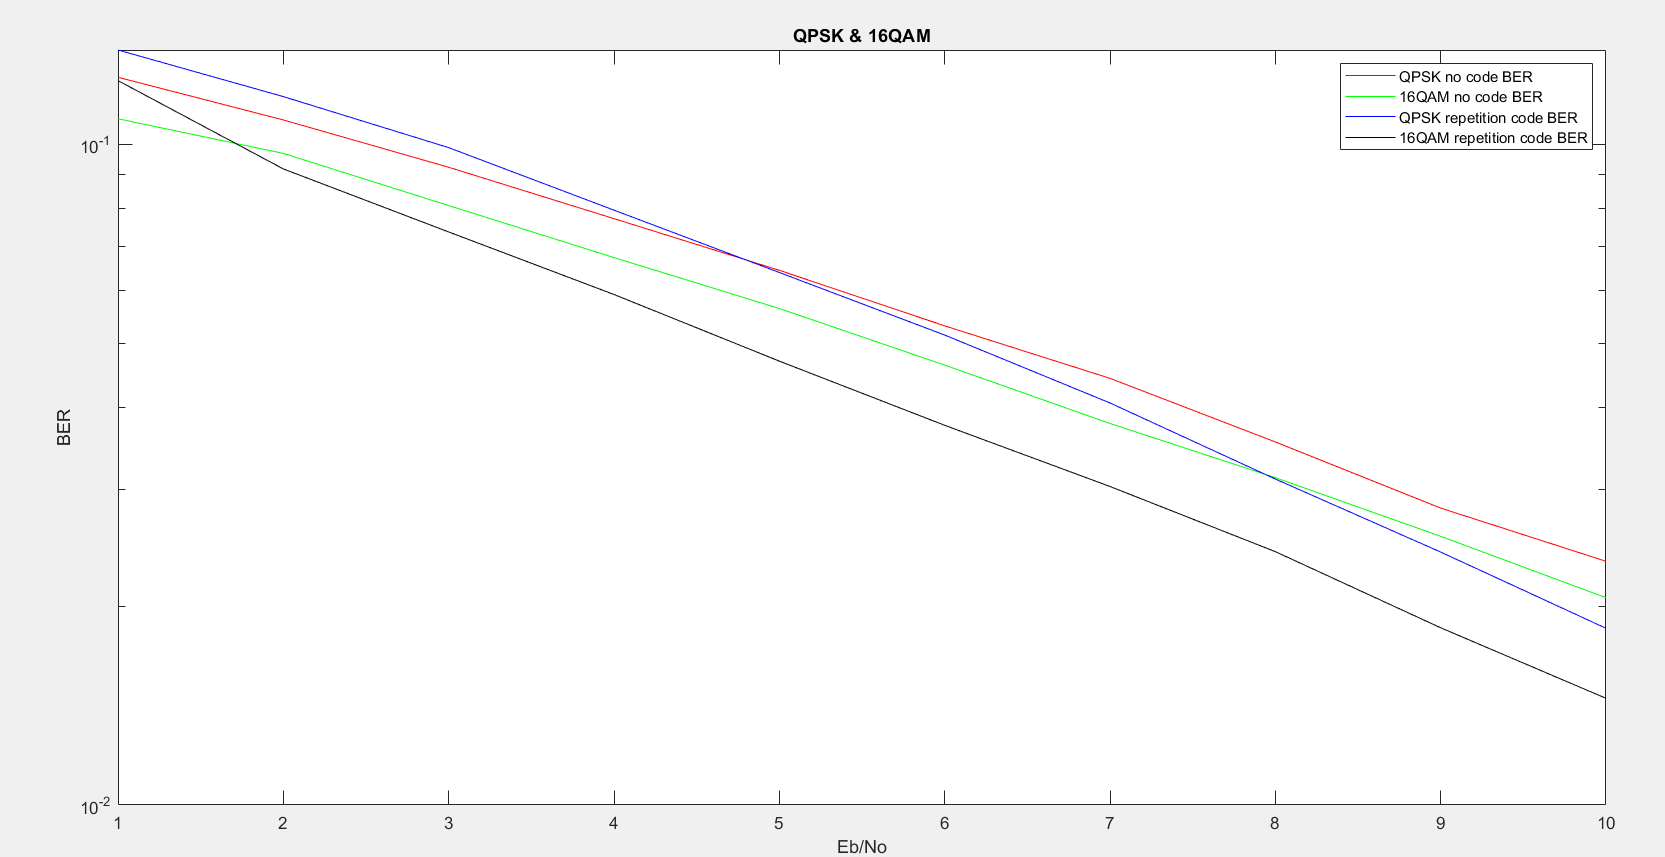 QPSK & 16QAM
QPSK no code BER
16QAM no code BER
QPSK repetition code BER
16QAM repetition code BER
10^-1
BER
10^-2
1 2 3 4 5 6 7 8 9 10
Eb/No